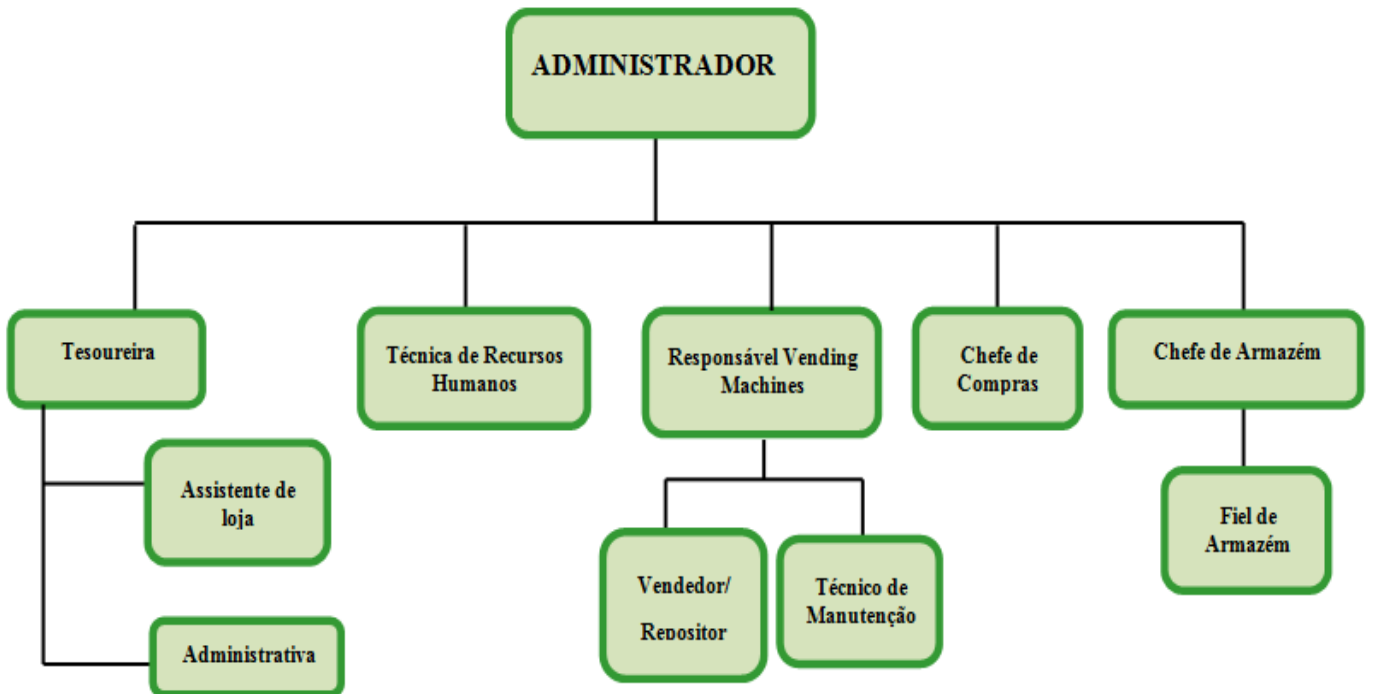 ADMINISTRADOR
Tesoureira
Técnica de Recursos
Humanos
Responsável Vending
Machines
Chefe de
Compras
Chefe de Armazém
Assistente de
loja
Administrativa
Vendedor/
Repositor
Técnico de
Manutenção
Fiel de
Armazém